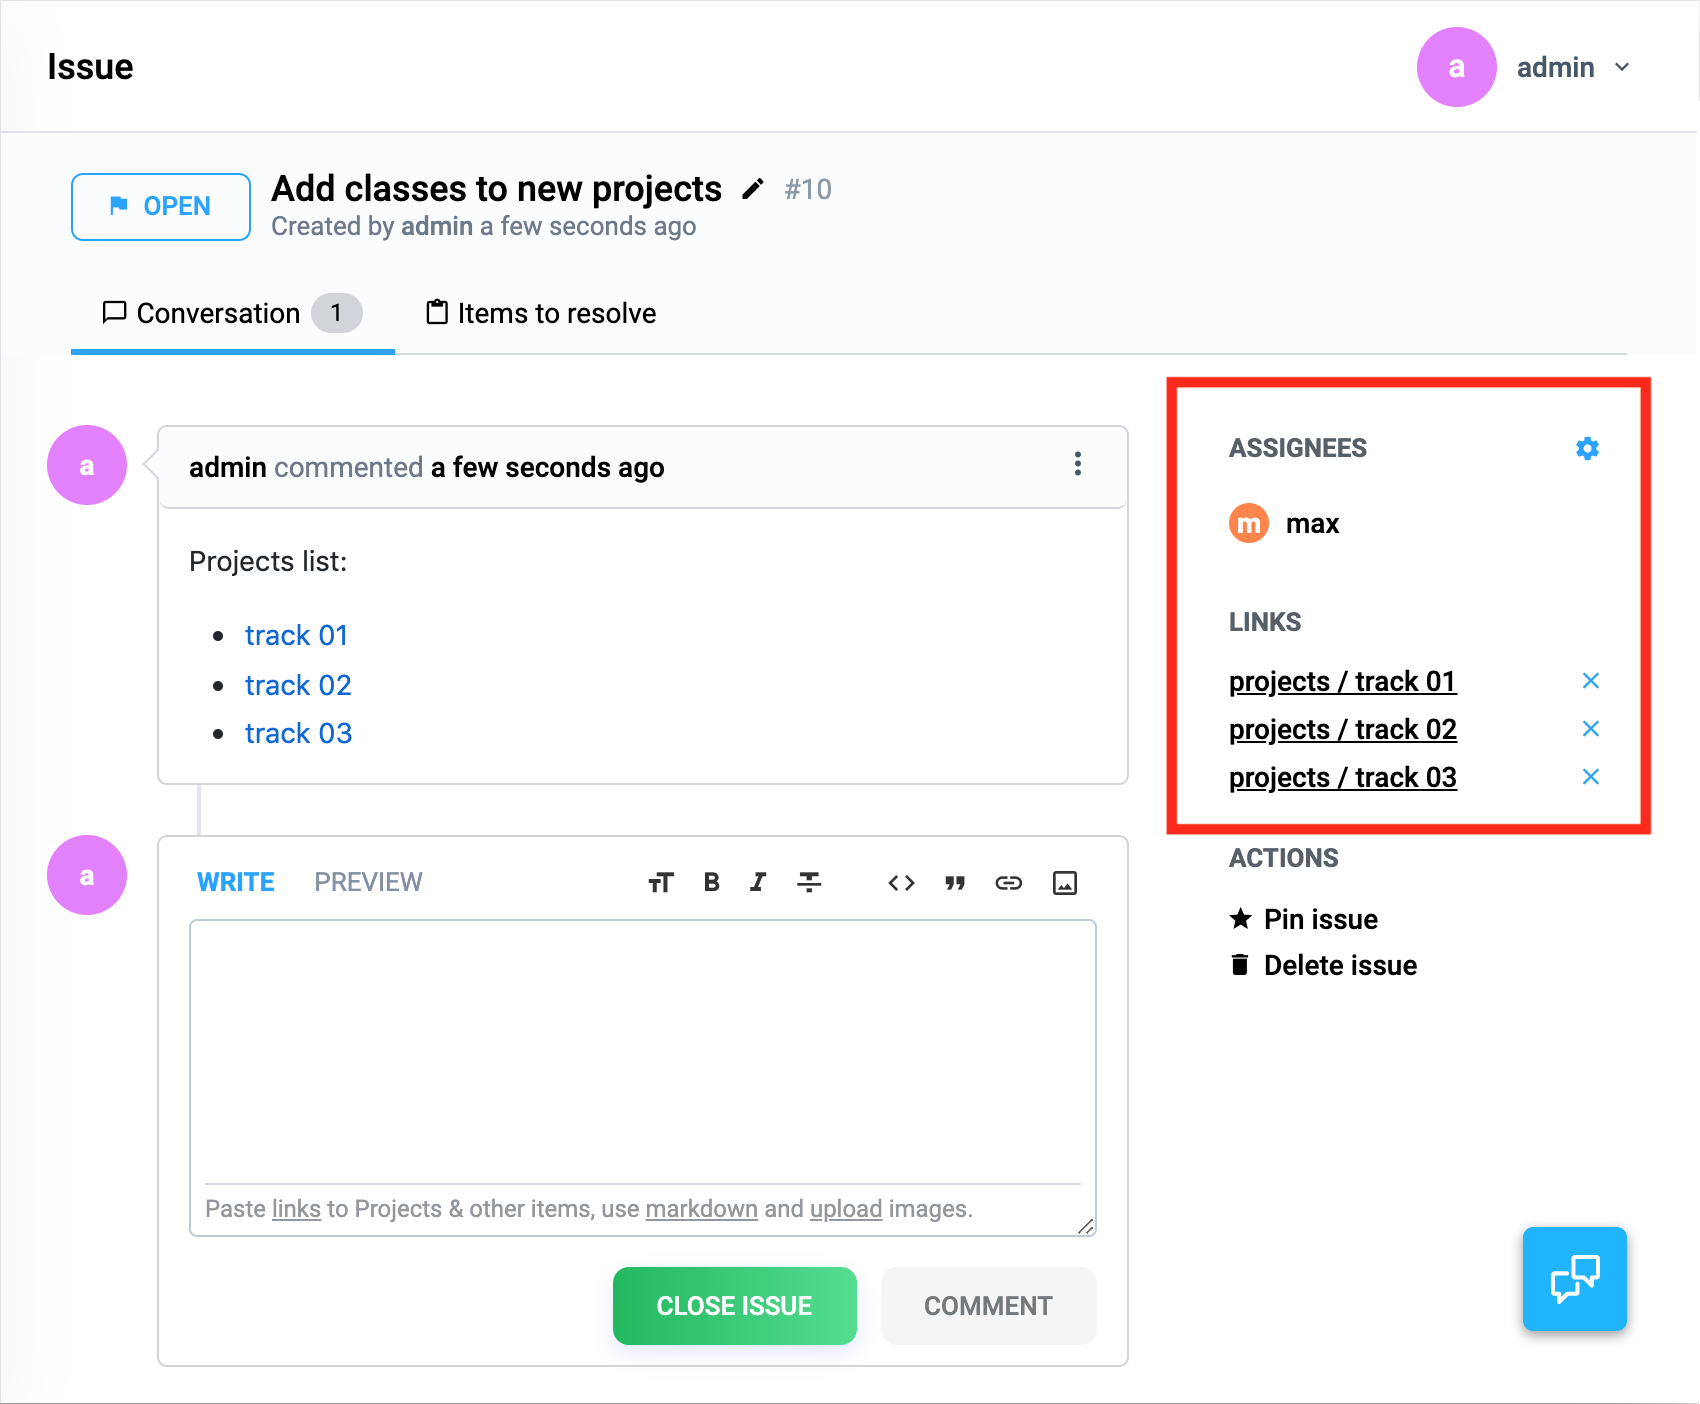 Issue
a admin
OPEN
Add classes to new projects #10
Created by admin a few seconds ago
Conversation 1
Items to resolve
a
admin commented a few seconds ago
Projects list:
track 01
track 02
track 03
ASSIGNEES
m max
LINKS
projects / track 01
projects / track 02
projects / track 03
ACTIONS
Pin issue
Delete issue
a
WRITE PREVIEW
Paste links to Projects & other items, use markdown and upload images.
CLOSE ISSUE
COMMENT